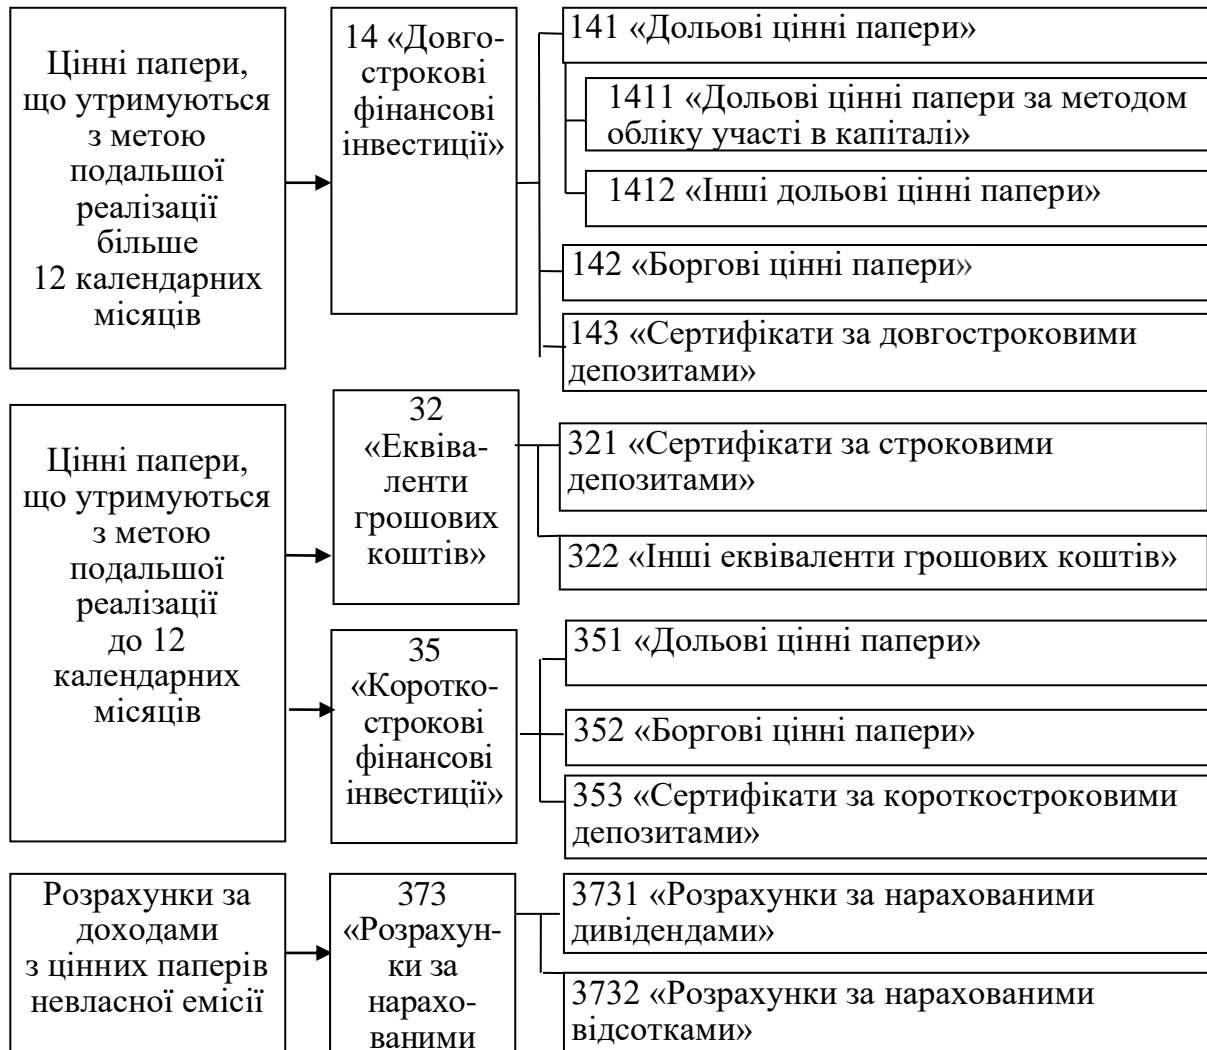 Цінні папери,
що утримуються
з метою
подальшої
реалізації
більше
12 календарних
місяців
14 «Довго-
строкові
фінансові
інвестиції»
141 «Дольові цінні папери»
1411 «Дольові цінні папери за методом
обліку участі в капіталі»
1412 «Інші дольові цінні папери»
142 «Боргові цінні папери»
143 «Сертифікати за довгостроковими
депозитами»
Цінні папери,
що утримуються
з метою
подальшої
реалізації
до 12
календарних
місяців
32
«Еквіва-
ленти
грошових
коштів»
321 «Сертифікати за строковими
депозитами»
322 «Інші еквіваленти грошових коштів»
35
«Коротко-
строкові
фінансові
інвестиції»
351 «Дольові цінні папери»
352 «Боргові цінні папери»
353 «Сертифікати за короткостроковими
депозитами»
Розрахунки за
доходами
з цінних паперів
невласної емісії
373
«Розрахун-
ки за
нарахо-
ваними
3731 «Розрахунки за нарахованими
дивідендами»
3732 «Розрахунки за нарахованими
відсотками»